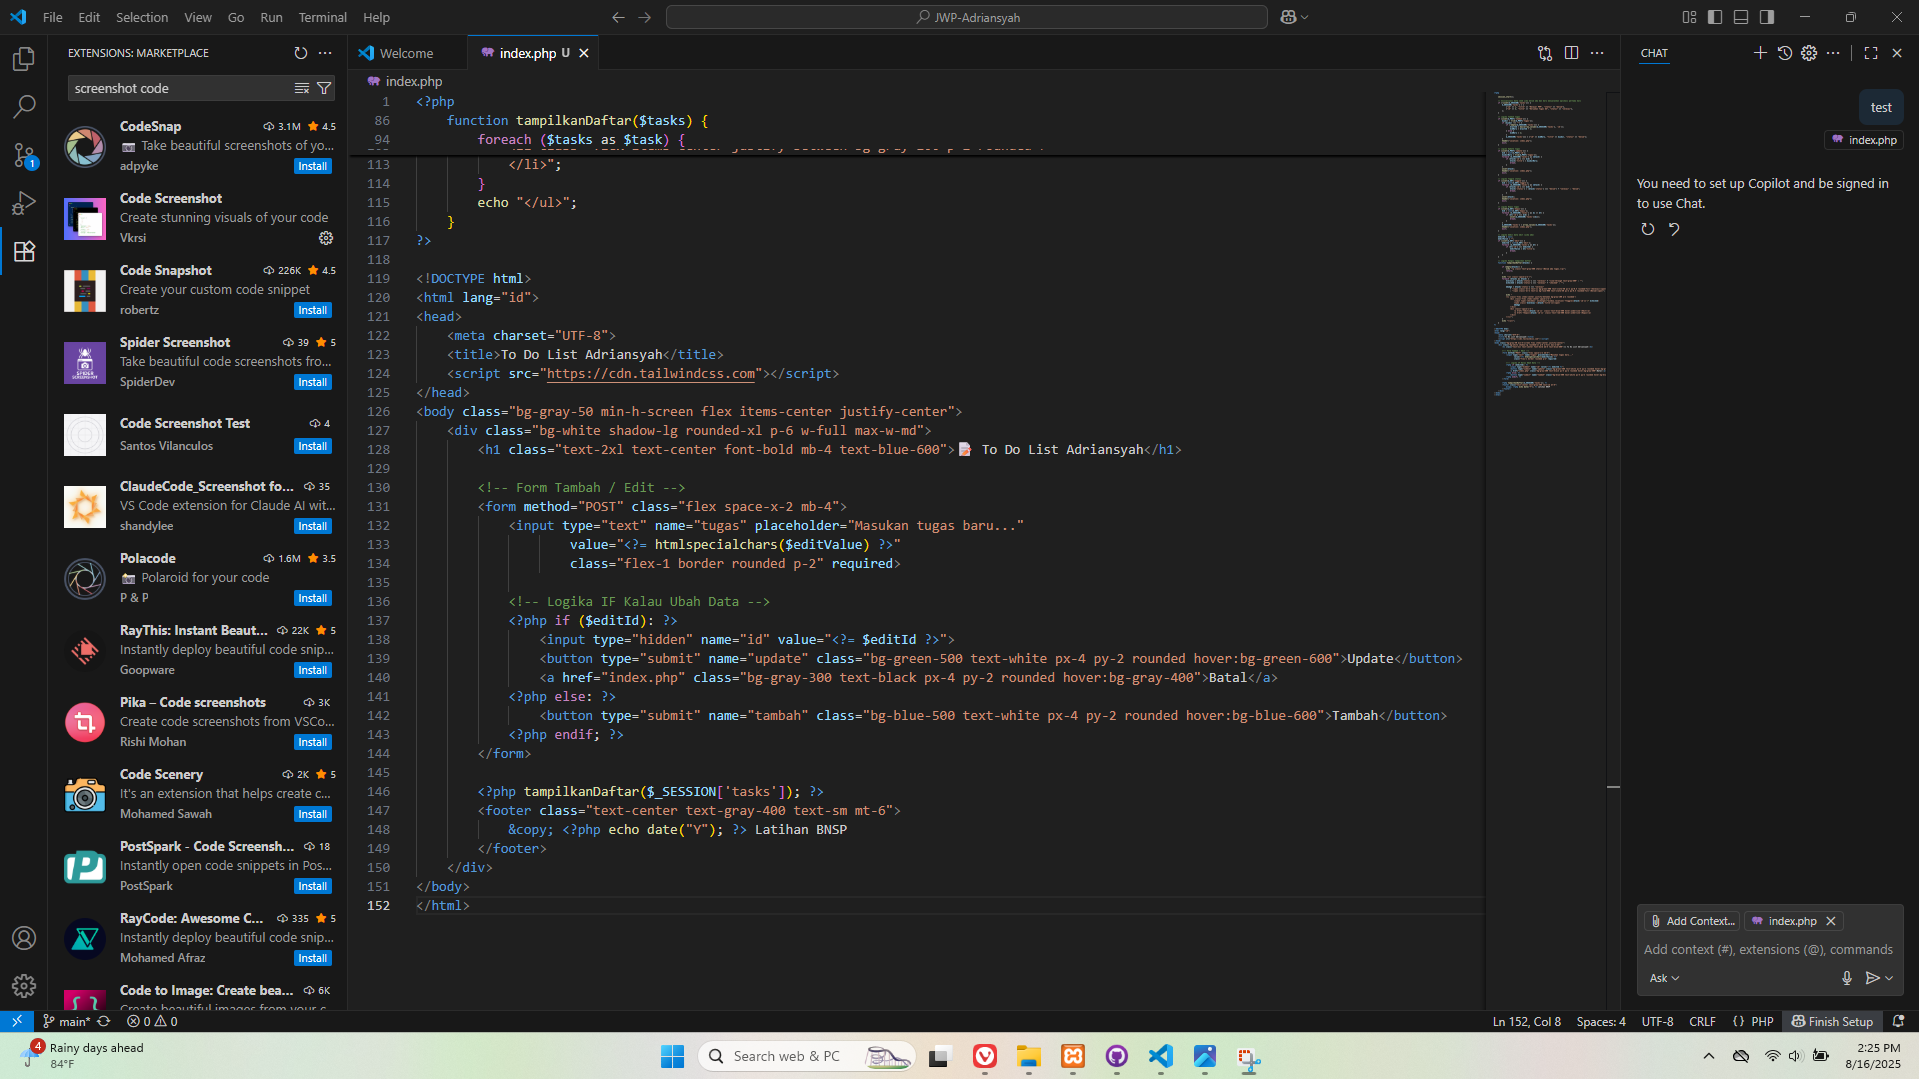 File Edit Selection View Go Run Terminal Help
JWP-Adriansyah
EXTENSIONS: MARKETPLACE
screenshot code
CodeSnap 3.1M 4.5
Take beautiful screenshots of yo...
adpyke Install
Code Screenshot
Create stunning visuals of your code
Vkrsi
Code Snapshot 226K 4.5
Create your custom code snippet
robertz Install
Spider Screenshot 39 5
Take beautiful code screenshots fro...
SpiderDev Install
Code Screenshot Test 4
Santos Vilanculos Install
ClaudeCode_Screenshot fo... 35
VS Code extension for Claude AI wit...
shandylee Install
Polacode 1.6M 3.5
Polaroid for your code
P & P Install
RayThis: Instant Beaut... 22K 5
Instantly deploy beautiful code snip...
Goopware Install
Pika – Code screenshots 3K
Create code screenshots from VSCo...
Rishi Mohan Install
Code Scenery 2K 5
It's an extension that helps create c...
Mohamed Sawah Install
PostSpark - Code Screensh... 18
Instantly open code snippets in Pos...
PostSpark Install
RayCode: Awesome C... 335 5
Instantly deploy beautiful code snip...
Mohamed Afraz Install
Code to Image: Create bea... 6K
Welcome index.php U
index.php
1 <?php
86 function tampilkanDaftar($tasks) {
94 foreach ($tasks as $task) {
113 </li>";
114 }
115 echo "</ul>";
116 }
117 ?>
118
119 <!DOCTYPE html>
120 <html lang="id">
121 <head>
122 <meta charset="UTF-8">
123 <title>To Do List Adriansyah</title>
124 <script src="https://cdn.tailwindcss.com"></script>
125 </head>
126 <body class="bg-gray-50 min-h-screen flex items-center justify-center">
127 <div class="bg-white shadow-lg rounded-xl p-6 w-full max-w-md">
128 <h1 class="text-2xl text-center font-bold mb-4 text-blue-600">📝 To Do List Adriansyah</h1>
129
130 <!-- Form Tambah / Edit -->
131 <form method="POST" class="flex space-x-2 mb-4">
132 <input type="text" name="tugas" placeholder="Masukan tugas baru..."
133 value="<?= htmlspecialchars($editValue) ?>"
134 class="flex-1 border rounded p-2" required>
135
136 <!-- Logika IF Kalau Ubah Data -->
137 <?php if ($editId): ?>
138 <input type="hidden" name="id" value="<?= $editId ?>">
139 <button type="submit" name="update" class="bg-green-500 text-white px-4 py-2 rounded hover:bg-green-600">Update</button>
140 <a href="index.php" class="bg-gray-300 text-black px-4 py-2 rounded hover:bg-gray-400">Batal</a>
141 <?php else: ?>
142 <button type="submit" name="tambah" class="bg-blue-500 text-white px-4 py-2 rounded hover:bg-blue-600">Tambah</button>
143 <?php endif; ?>
144 </form>
145
146 <?php tampilkanDaftar($_SESSION['tasks']); ?>
147 <footer class="text-center text-gray-400 text-sm mt-6">
148 &copy; <?php echo date("Y"); ?> Latihan BNSP
149 </footer>
150 </div>
151 </body>
152 </html>
CHAT
test
index.php
You need to set up Copilot and be signed in
to use Chat.
Add Context... index.php
Add context (#), extensions (@), commands
Ask
1
main* 0 0
Ln 152, Col 8 Spaces: 4 UTF-8 CRLF {} PHP Finish Setup
4
Rainy days ahead
84°F
Search web & PC
2:25 PM
8/16/2025